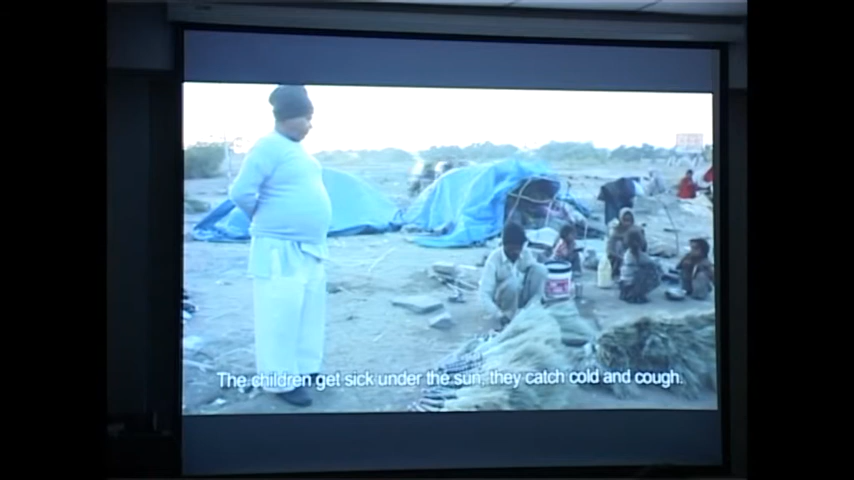 The children get sick under the sun, they catch cold and cough.